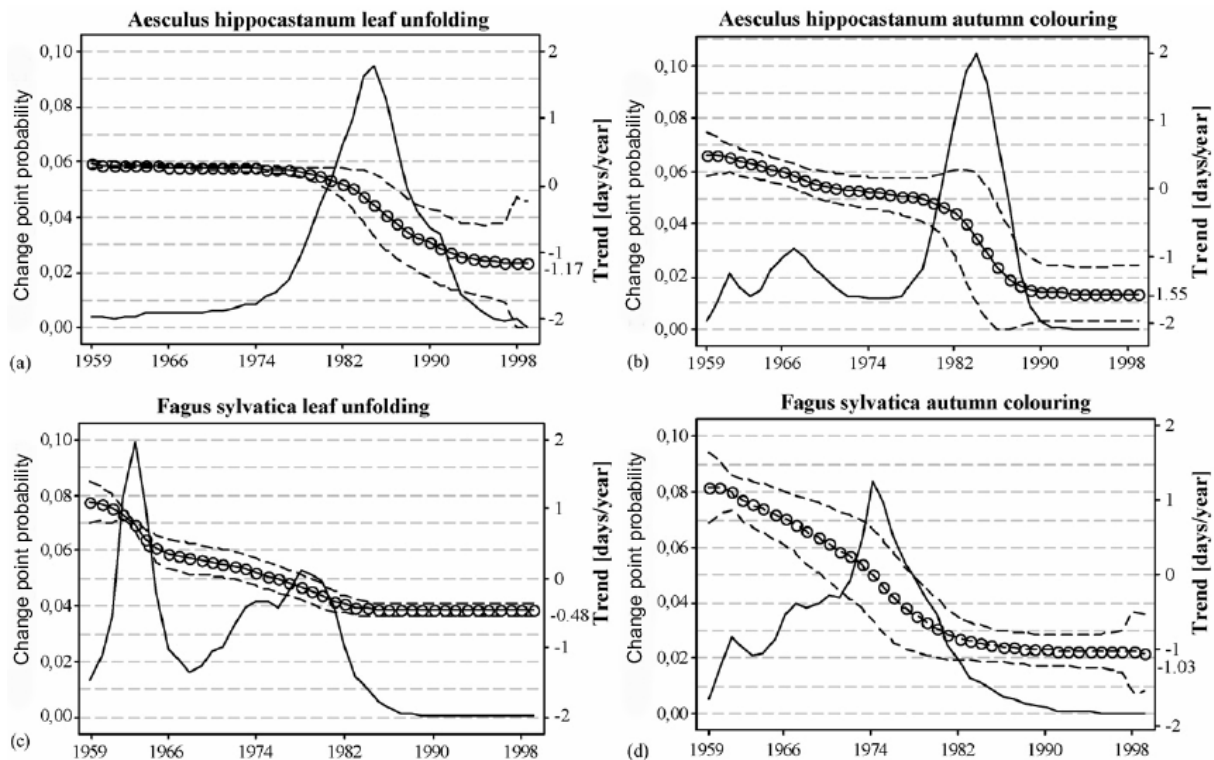 Aesculus hippocastanum leaf unfolding
Change point probability
0,10
0,08
0,06
0,04
0,02
0,00
2
1
0
-1
-1.17
-2
Trend [days/year]
(a)
1959 1966 1974 1982 1990 1998
Aesculus hippocastanum autumn colouring
Change point probability
0,10
0,08
0,06
0,04
0,02
0,00
2
1
0
-1
1.55
-2
Trend [days/year]
(b)
1959 1966 1974 1982 1990 1998
Fagus sylvatica leaf unfolding
Change point probability
0,10
0,08
0,06
0,04
0,02
0,00
2
1
0
-0.48
-1
-2
Trend [days/year]
(c)
1959 1966 1974 1982 1990 1998
Fagus sylvatica autumn colouring
Change point probability
0,10
0,08
0,06
0,04
0,02
0,00
2
1
0
-1
-1.03
-2
Trend [days/year]
(d)
1959 1966 1974 1982 1990 1998